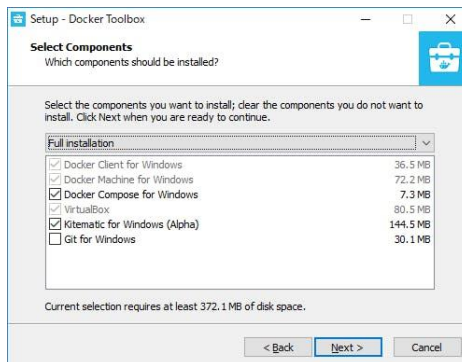 Setup - Docker Toolbox
Select Components
Which components should be installed?
Select the components you want to install; clear the components you do not want to
install. Click Next when you are ready to continue.
Full installation
Docker Client for Windows 36.5 MB
Docker Machine for Windows 72.2 MB
Docker Compose for Windows 7.3 MB
VirtualBox 80.5 MB
Kitematic for Windows (Alpha) 144.5 MB
Git for Windows 30.1 MB
Current selection requires at least 372.1 MB of disk space.
< Back Next > Cancel